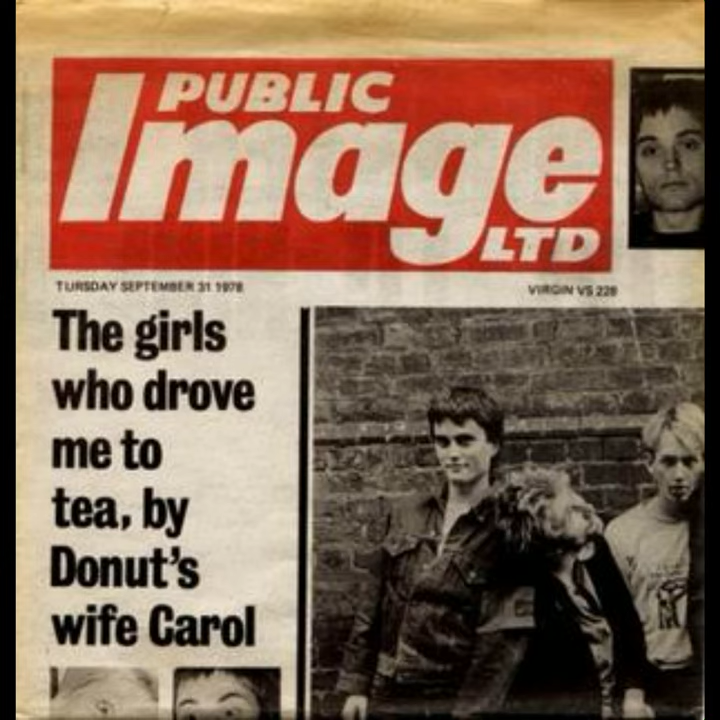 PUBLIC
Image
LTD
TURSDAY SEPTEMBER 31 1978
VIRGIN VS 228
The girls
who drove
me to
tea, by
Donut's
wife Carol